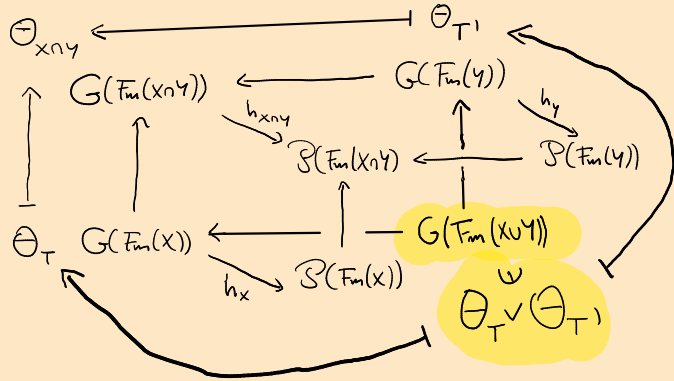 Θ_{X∩Y} Θ_{T'}
G(Fm(X∩Y)) G(Fm(Y))
h_{X∩Y} h_Y
P(Fm(X∩Y)) P(Fm(Y))
Θ_T G(Fm(X)) G(Fm(X∪Y))
h_X P(Fm(X)) ∪
Θ_T ∨ Θ_{T'}